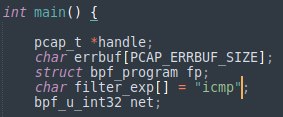 int main() {
pcap_t *handle;
char errbuf[PCAP_ERRBUF_SIZE];
struct bpf_program fp;
char filter_exp[] = "icmp";
bpf_u_int32 net;